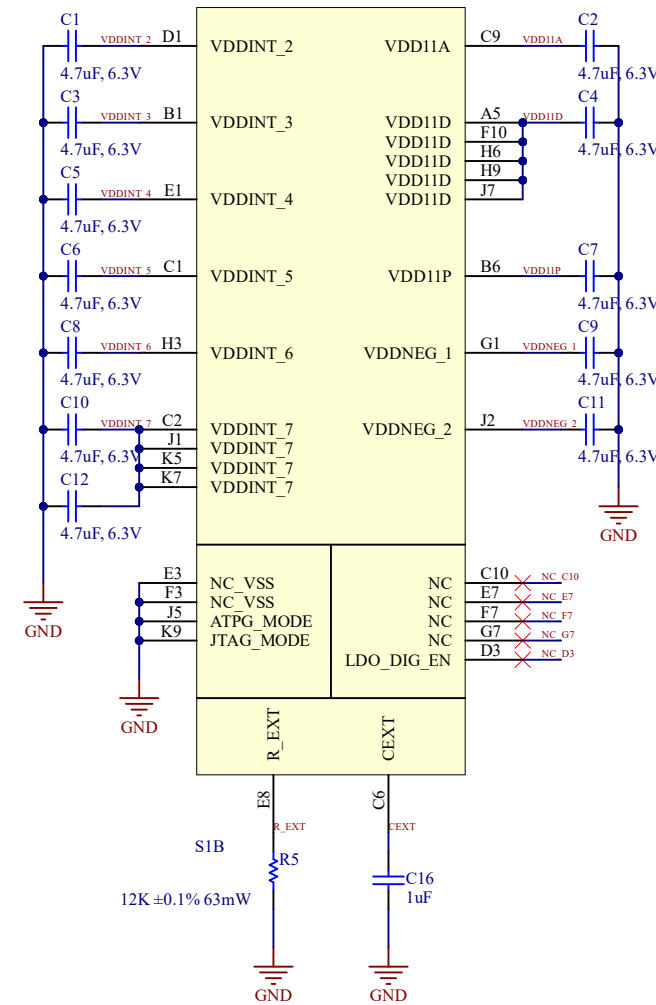 C1 C2
VDDINT_2 D1 VDDINT_2 VDD11A C9 VDD11A
4.7uF, 6.3V 4.7uF, 6.3V
C3 C4
VDDINT_3 B1 VDDINT_3 VDD11D A5 VDD11D
VDD11D F10
4.7uF, 6.3V 4.7uF, 6.3V
VDD11D H6
C5 VDD11D H9
VDDINT_4 E1 VDDINT_4 VDD11D J7
4.7uF, 6.3V
C6 C7
VDDINT_5 C1 VDDINT_5 VDD11P B6 VDD11P
4.7uF, 6.3V 4.7uF, 6.3V
C8 C9
VDDINT_6 H3 VDDINT_6 VDDNEG_1 G1 VDDNEG_1
4.7uF, 6.3V 4.7uF, 6.3V
C10 C11
VDDINT_7 C2 VDDINT_7 VDDNEG_2 J2 VDDNEG_2
J1 VDDINT_7
4.7uF, 6.3V 4.7uF, 6.3V
K5 VDDINT_7
C12 K7 VDDINT_7
4.7uF, 6.3V
GND
E3 NC_VSS NC C10 NC_C10
F3 NC_VSS NC E7 NC_E7
J5 ATPG_MODE NC F7 NC_F7
K9 JTAG_MODE NC G7 NC_G7
LDO_DIG_EN D3 NC_D3
GND
GND
R_EXT CEXT
E8 C6
R_EXT CEXT
S1B
R5 C16
12K ±0.1% 63mW 1uF
GND GND